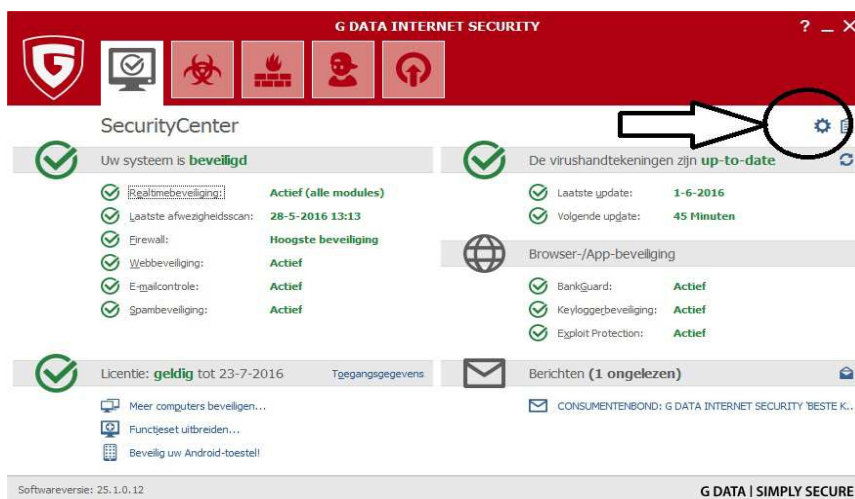 G DATA INTERNET SECURITY
SecurityCenter
Uw systeem is beveiligd
Realtimebeveiliging: Actief (alle modules)
Laatste afwezigheidsscan: 28-5-2016 13:13
Firewall: Hoogste beveiliging
Webbeveiliging: Actief
E-mailcontrole: Actief
Spambeveiliging: Actief
De virushandtekeningen zijn up-to-date
Laatste update: 1-6-2016
Volgende update: 45 Minuten
Browser-/App-beveiliging
BankGuard: Actief
Keyloggerbeveiliging: Actief
Exploit Protection: Actief
Licentie: geldig tot 23-7-2016 Toegangsgegevens
Meer computers beveiligen...
Functieset uitbreiden...
Beveilig uw Android-toestel!
Berichten (1 ongelezen)
CONSUMENTENBOND: G DATA INTERNET SECURITY 'BESTE K...
Softwareversie: 25.1.0.12
G DATA | SIMPLY SECURE